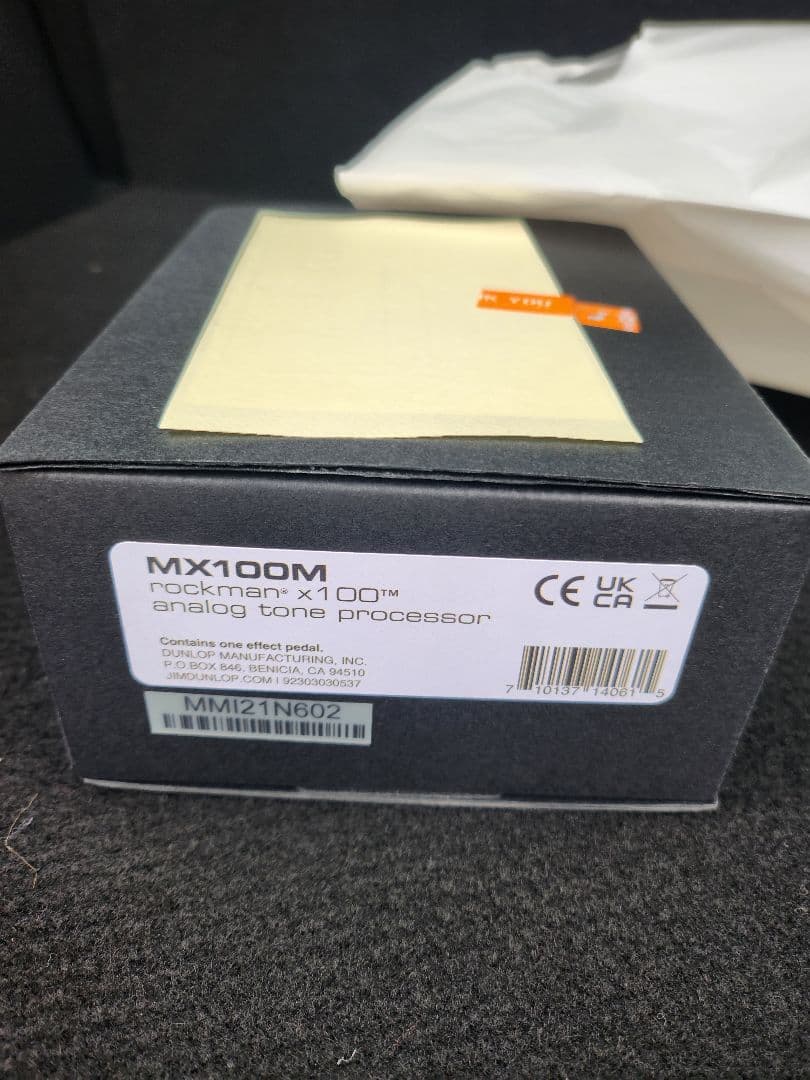 YOU
MX100M
rockman® x100™
analog tone processor
CE UK CA
Contains one effect pedal.
DUNLOP MANUFACTURING, INC.
P.O BOX 846, BENICIA, CA 94510
JIMDUNLOP.COM | 92303030537
7 10137 14061 5
MMI21N602